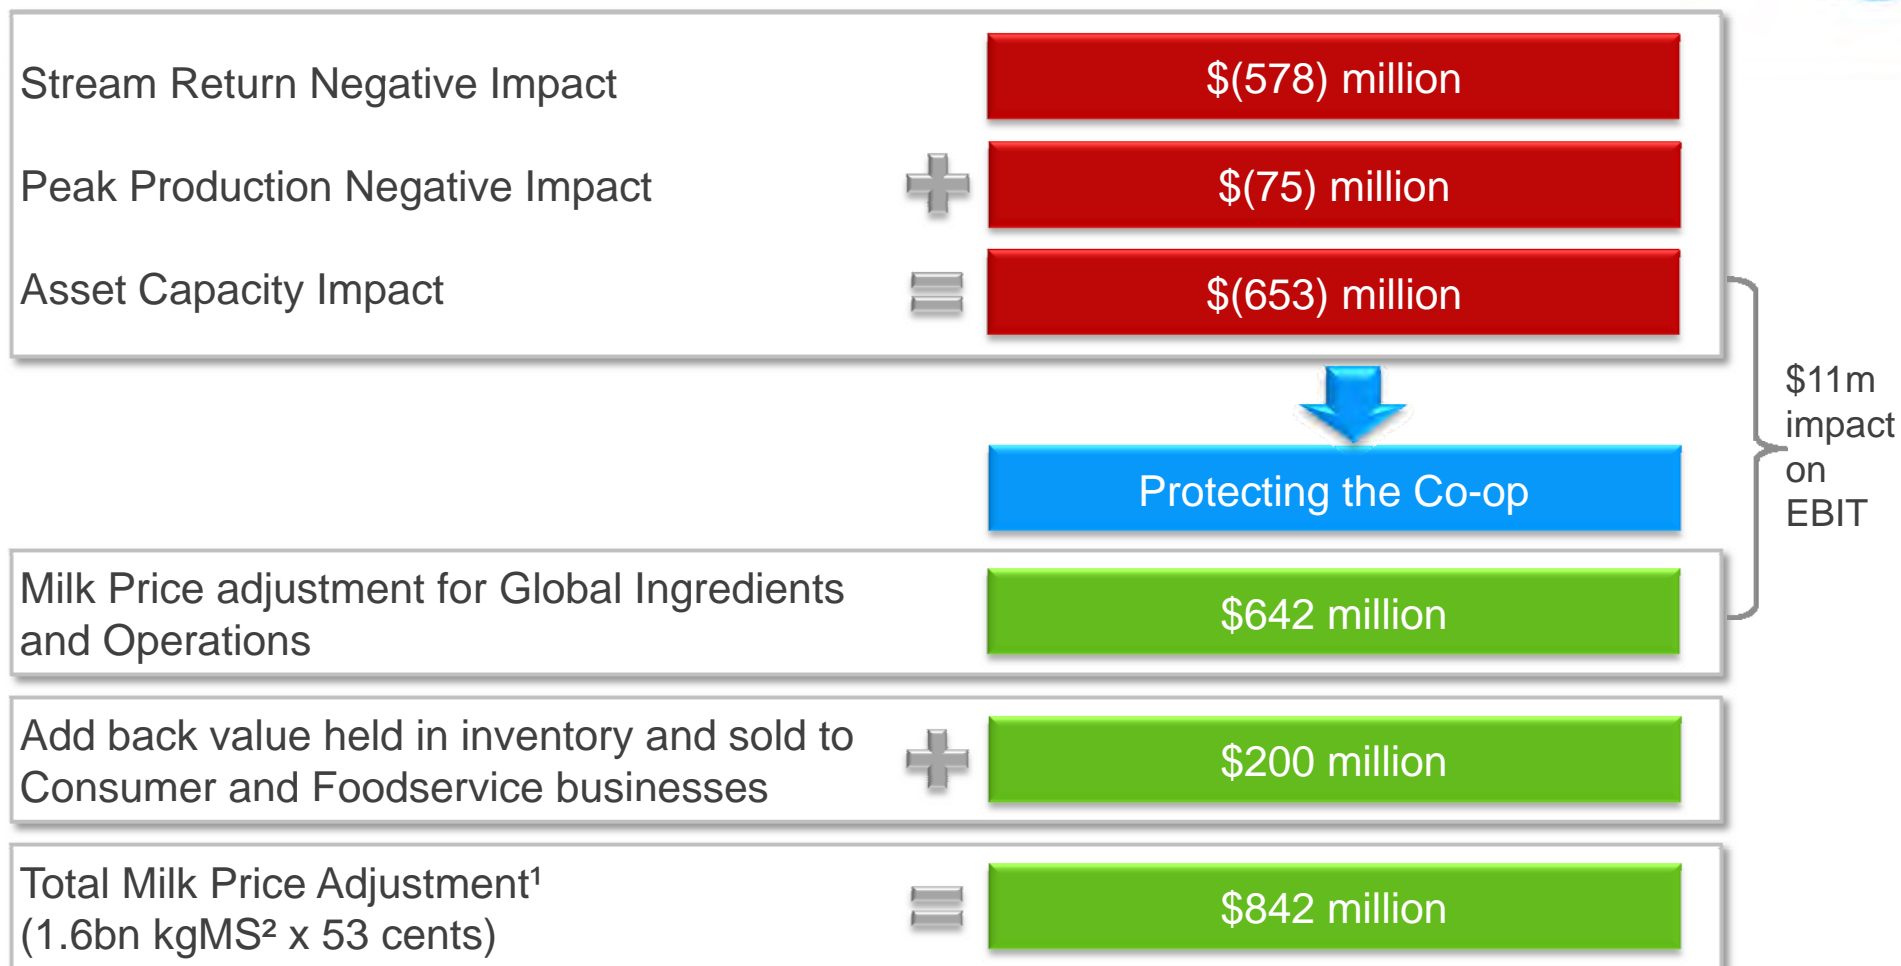 Stream Return Negative Impact
$(578) million
Peak Production Negative Impact
$(75) million
Asset Capacity Impact
$(653) million
$11m
impact
on
EBIT
Protecting the Co-op
Milk Price adjustment for Global Ingredients
and Operations
$642 million
Add back value held in inventory and sold to
Consumer and Foodservice businesses
$200 million
Total Milk Price Adjustment¹
(1.6bn kgMS² x 53 cents)
$842 million